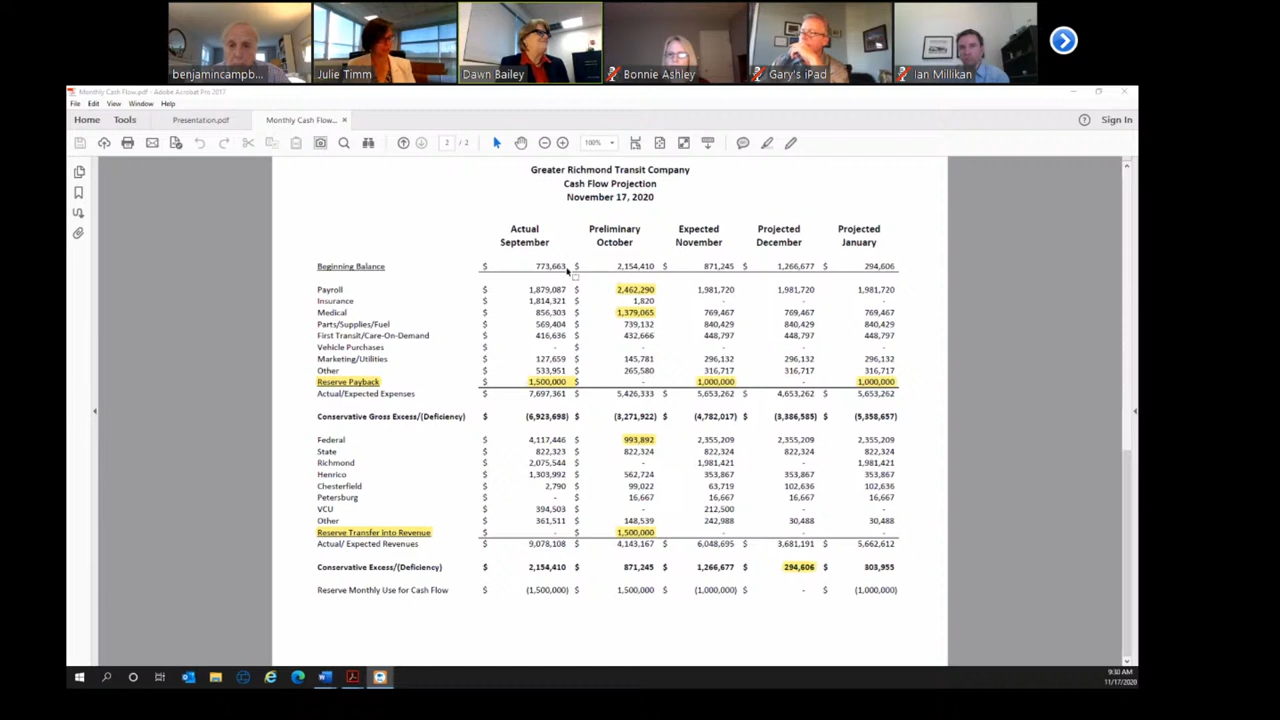 benjamincampb...
Julie Timm
Dawn Bailey
Bonnie Ashley
Gary's iPad
Ian Millikan
Monthly Cash Flow.pdf - Adobe Acrobat Pro 2017
File Edit View Window Help
Home Tools Presentation.pdf Monthly Cash Flow... × Sign In
2 / 2 100%
Greater Richmond Transit Company
Cash Flow Projection
November 17, 2020
Actual Preliminary Expected Projected Projected
September October November December January
Beginning Balance $ 773,663 $ 2,154,410 $ 871,245 $ 1,266,677 $ 294,606
Payroll $ 1,879,087 $ 2,462,290 1,981,720 1,981,720 1,981,720
Insurance $ 1,814,321 $ 1,820 - - -
Medical $ 856,303 $ 1,379,065 769,467 769,467 769,467
Parts/Supplies/Fuel $ 569,404 $ 739,132 840,429 840,429 840,429
First Transit/Care-On-Demand $ 416,636 $ 432,666 448,797 448,797 448,797
Vehicle Purchases $ - $ - - - -
Marketing/Utilities $ 127,659 $ 145,781 296,132 296,132 296,132
Other $ 533,951 $ 265,580 316,717 316,717 316,717
Reserve Payback $ 1,500,000 $ - 1,000,000 - 1,000,000
Actual/Expected Expenses $ 7,697,361 $ 5,426,333 $ 5,653,262 $ 4,653,262 $ 5,653,262
Conservative Gross Excess/(Deficiency) $ (6,923,698) $ (3,271,922) $ (4,782,017) $ (3,386,585) $ (5,358,657)
Federal $ 4,117,446 $ 993,892 $ 2,355,209 $ 2,355,209 $ 2,355,209
State $ 822,323 $ 822,324 $ 822,324 $ 822,324 $ 822,324
Richmond $ 2,075,544 $ - $ 1,981,421 $ - $ 1,981,421
Henrico $ 1,303,992 $ 562,724 $ 353,867 $ 353,867 $ 353,867
Chesterfield $ 2,790 $ 99,022 $ 63,719 $ 102,636 $ 102,636
Petersburg $ - $ 16,667 $ 16,667 $ 16,667 $ 16,667
VCU $ 394,503 $ - $ 212,500 $ - $ -
Other $ 361,511 $ 148,539 $ 242,988 $ 30,488 $ 30,488
Reserve Transfer into Revenue $ - $ 1,500,000 $ - $ - $ -
Actual/ Expected Revenues $ 9,078,108 $ 4,143,167 $ 6,048,695 $ 3,681,191 $ 5,662,612
Conservative Excess/(Deficiency) $ 2,154,410 $ 871,245 $ 1,266,677 $ 294,606 $ 303,955
Reserve Monthly Use for Cash Flow $ (1,500,000) $ 1,500,000 $ (1,000,000) $ - $ (1,000,000)
9:30 AM
11/17/2020